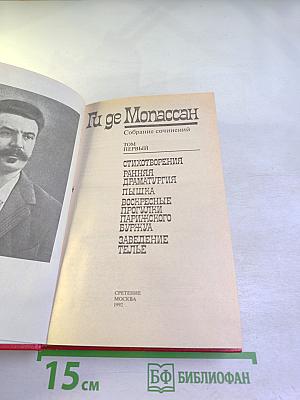 Ги де Мопассан
Собрание сочинений
ТОМ
ПЕРВЫЙ
СТИХОТВОРЕНИЯ
РАННЯЯ
ДРАМАТУРГИЯ
ПЫШКА
ВОСКРЕСНЫЕ
ПРОГУЛКИ
ПАРИЖСКОГО
БУРЖУА
ЗАВЕДЕНИЕ
ТЕЛЬЕ
СРЕТЕНИЕ
МОСКВА
1992
15 см
БФ БИБЛИОФАН